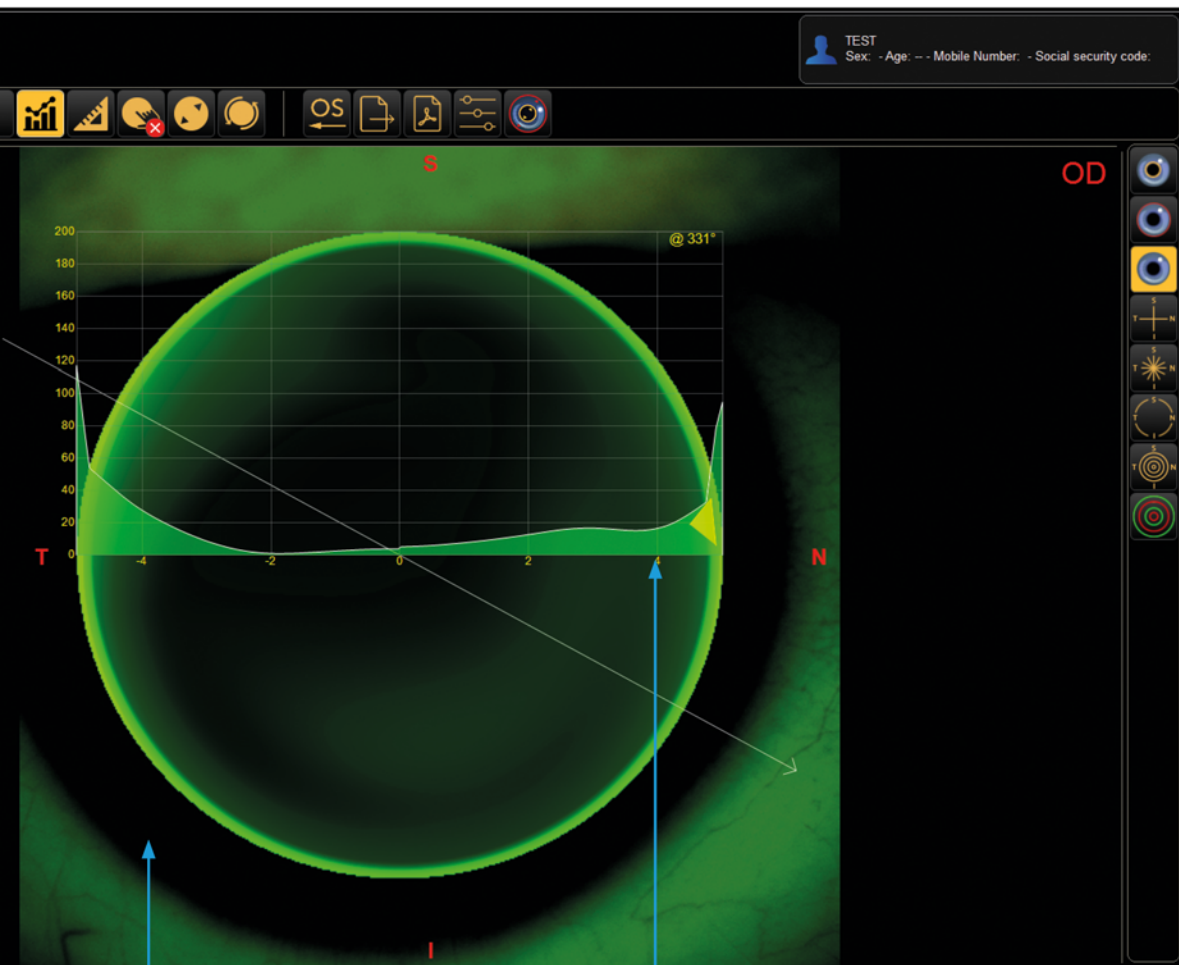 TEST
Sex: - Age: -- - Mobile Number: - Social security code:
OS
S
OD
@ 331°
200
180
160
140
120
100
80
60
40
20
0
-4
-2
0
2
4
T
N
I
S
T
N
I
S
T
N
I
S
T
N
I
S
T
N
I